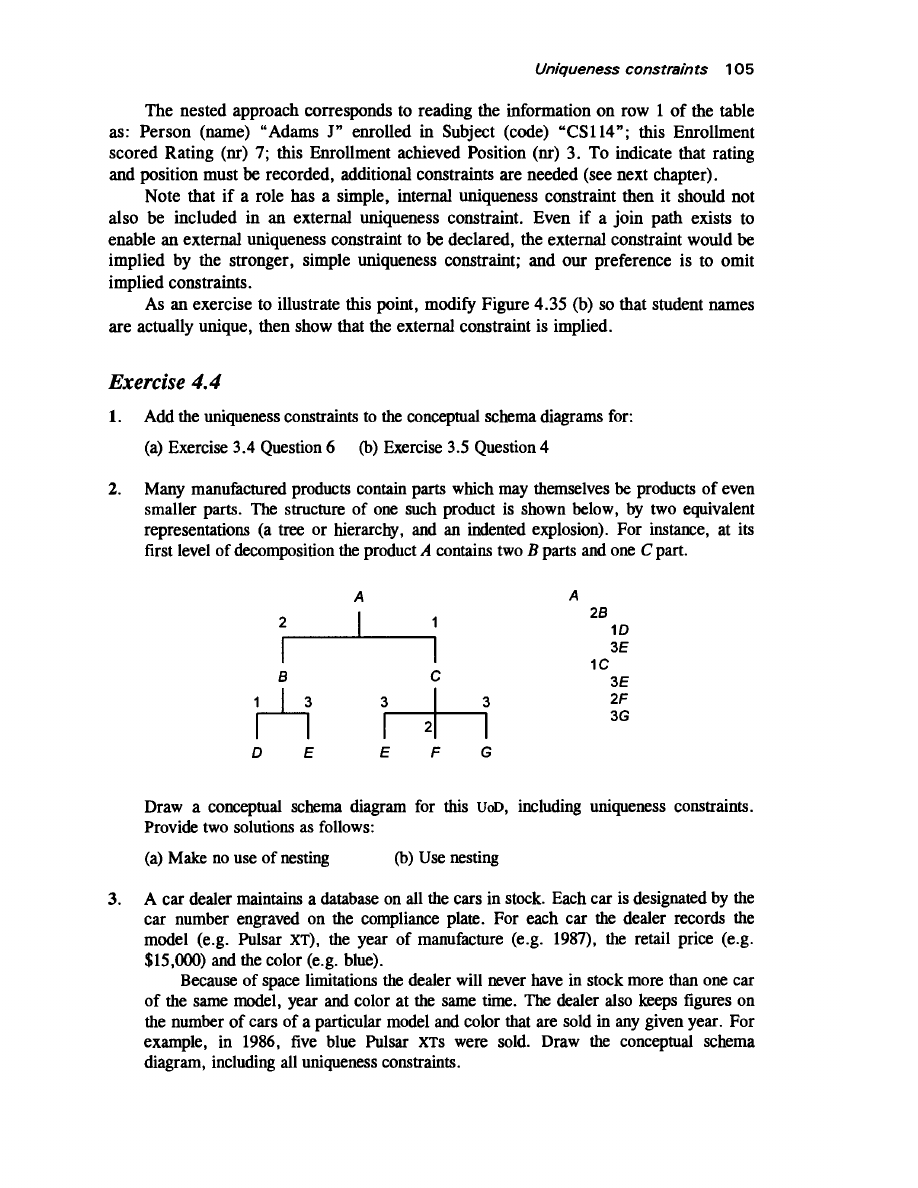 Uniqueness constraints 105
The nested approach corresponds to reading the information on row 1 of the table
as: Person (name) "Adams J" enrolled in Subject (code) "CS114"; this Enrollment
scored Rating (nr) 7; this Enrollment achieved Position (nr) 3. To indicate that rating
and position must be recorded, additional constraints are needed (see next chapter).
Note that if a role has a simple, internal uniqueness constraint then it should not
also be included in an external uniqueness constraint. Even if a join path exists to
enable an external uniqueness constraint to be declared, the external constraint would be
implied by the stronger, simple uniqueness constraint; and our preference is to omit
implied constraints.
As an exercise to illustrate this point, modify Figure 4.35 (b) so that student names
are actually unique, then show that the external constraint is implied.
Exercise 4.4
1. Add the uniqueness constraints to the conceptual schema diagrams for:
(a) Exercise 3.4 Question 6 (b) Exercise 3.5 Question 4
2. Many manufactured products contain parts which may themselves be products of even
smaller parts. The structure of one such product is shown below, by two equivalent
representations (a tree or hierarchy, and an indented explosion). For instance, at its
first level of decomposition the product A contains two B parts and one C part.
A
2 1
B C
1 3 3 2 3
D E E F G
A
2B
1D
3E
1C
3E
2F
3G
Draw a conceptual schema diagram for this UoD, including uniqueness constraints.
Provide two solutions as follows:
(a) Make no use of nesting (b) Use nesting
3. A car dealer maintains a database on all the cars in stock. Each car is designated by the
car number engraved on the compliance plate. For each car the dealer records the
model (e.g. Pulsar XT), the year of manufacture (e.g. 1987), the retail price (e.g.
$15,000) and the color (e.g. blue).
Because of space limitations the dealer will never have in stock more than one car
of the same model, year and color at the same time. The dealer also keeps figures on
the number of cars of a particular model and color that are sold in any given year. For
example, in 1986, five blue Pulsar XTs were sold. Draw the conceptual schema
diagram, including all uniqueness constraints.